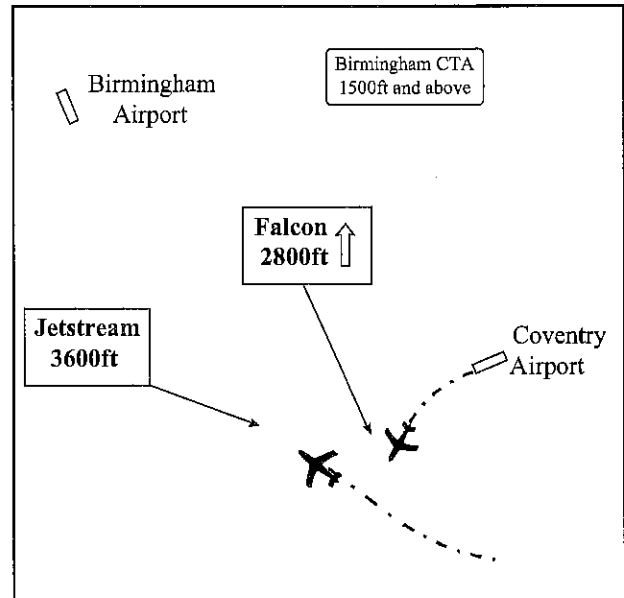 Birmingham
Airport
Birmingham CTA
1500ft and above
Falcon
2800ft
Jetstream
3600ft
Coventry
Airport